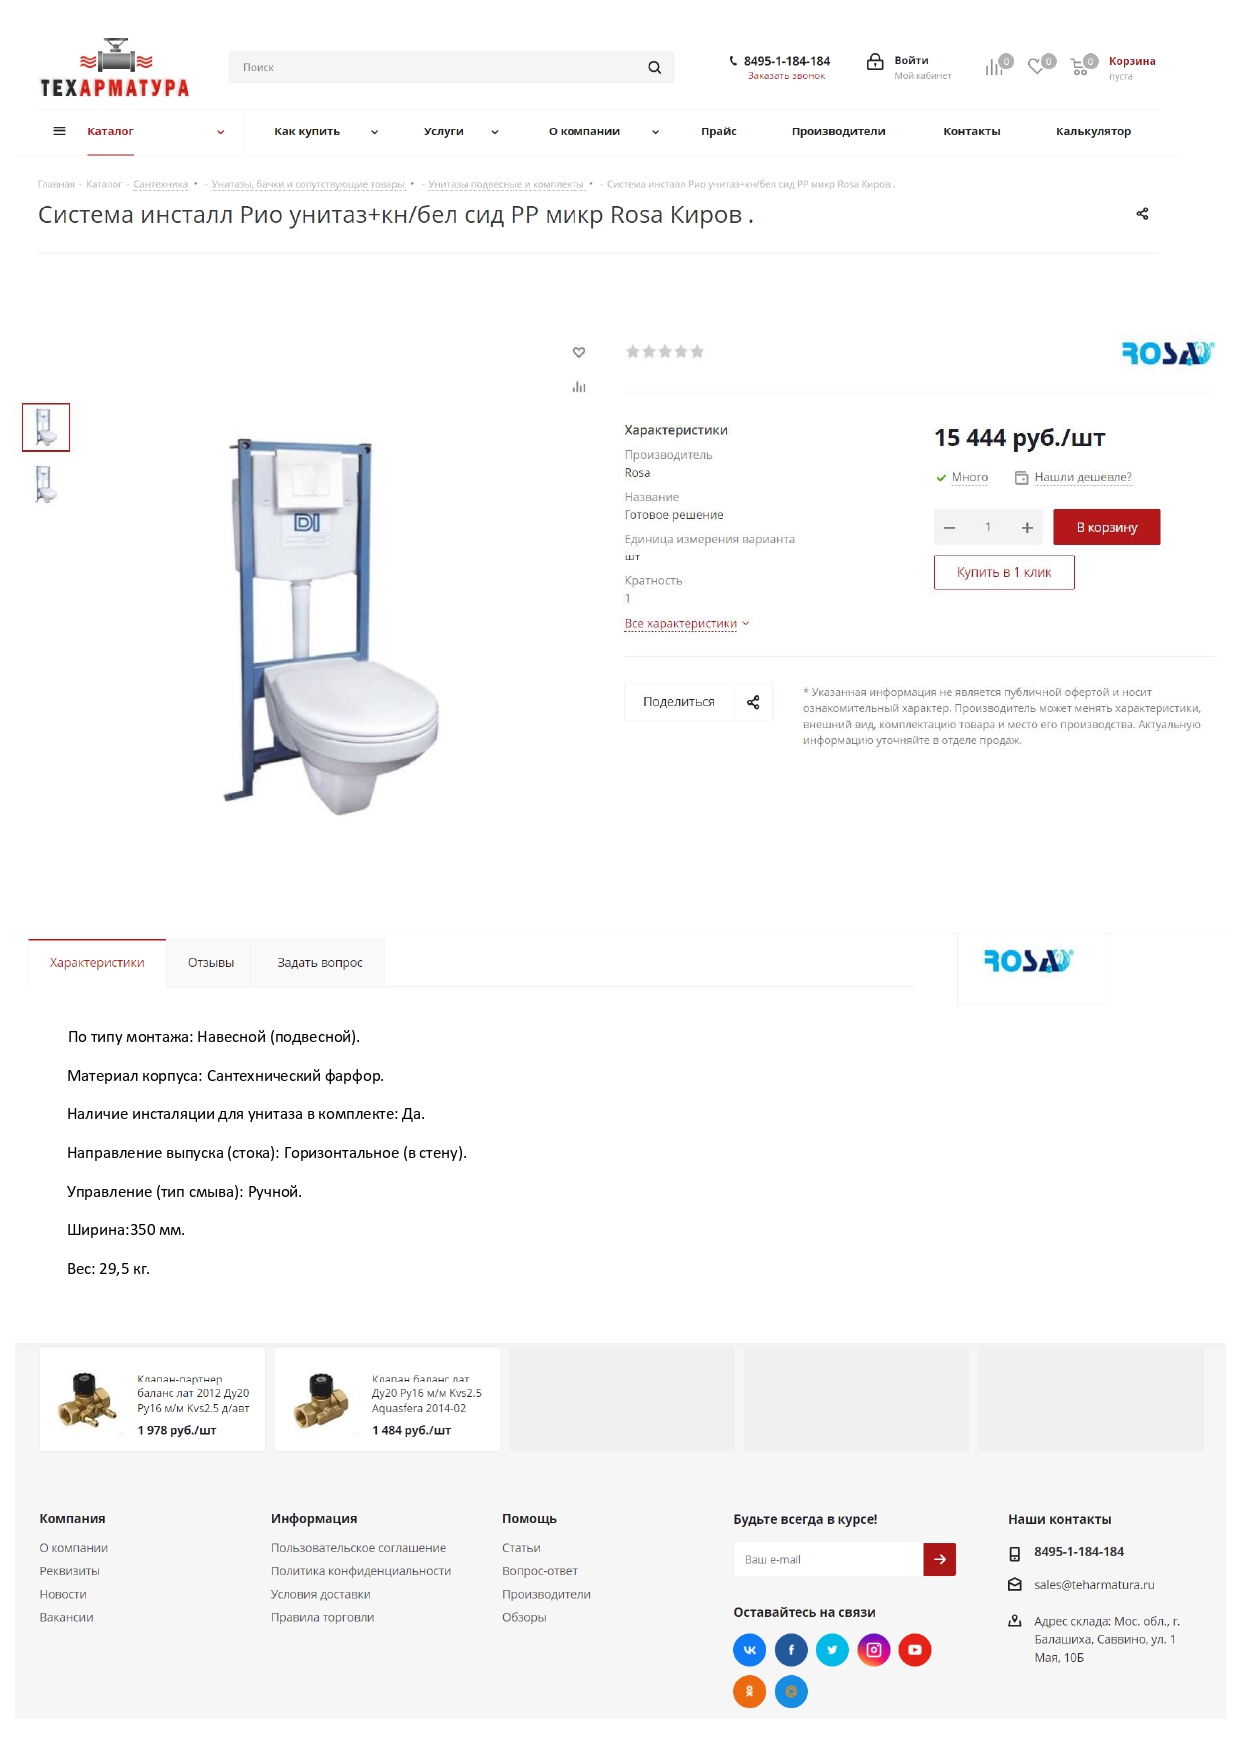 ТЕХАРМАТУРА
Поиск
8495-1-184-184
Заказать звонок
Войти
Мой кабинет
0
0
0
Корзина
пуста
Каталог
Как купить
Услуги
О компании
Прайс
Производители
Контакты
Калькулятор
Главная - Каталог - Сантехника - Унитазы, бачки и сопутствующие товары - Унитазы подвесные и комплекты - Система инсталл Рио унитаз+кн/бел сид РР микр Rosa Киров .
Система инсталл Рио унитаз+кн/бел сид РР микр Rosa Киров .
ROSA
DI
Характеристики
Производитель
Rosa
Название
Готовое решение
Единица измерения варианта
шт
Кратность
1
Все характеристики
15 444 руб./шт
Много
Нашли дешевле?
1
В корзину
Купить в 1 клик
Поделиться
* Указанная информация не является публичной офертой и носит
ознакомительный характер. Производитель может менять характеристики,
внешний вид, комплектацию товара и место его производства. Актуальную
информацию уточняйте в отделе продаж.
Характеристики
Отзывы
Задать вопрос
ROSA
По типу монтажа: Навесной (подвесной).
Материал корпуса: Сантехнический фарфор.
Наличие инсталяции для унитаза в комплекте: Да.
Направление выпуска (стока): Горизонтальное (в стену).
Управление (тип смыва): Ручной.
Ширина:350 мм.
Вес: 29,5 кг.
Клапан-партнер
баланс лат 2012 Ду20
Ру16 м/м Kvs2.5 д/авт
1 978 руб./шт
Клапан баланс лат
Ду20 Ру16 м/м Kvs2.5
Aquasfera 2014-02
1 484 руб./шт
Компания
О компании
Реквизиты
Новости
Вакансии
Информация
Пользовательское соглашение
Политика конфиденциальности
Условия доставки
Правила торговли
Помощь
Статьи
Вопрос-ответ
Производители
Обзоры
Будьте всегда в курсе!
Ваш e-mail
Оставайтесь на связи
Наши контакты
8495-1-184-184
sales@teharmatura.ru
Адрес склада: Мос. обл., г.
Балашиха, Саввино, ул. 1
Мая, 10Б